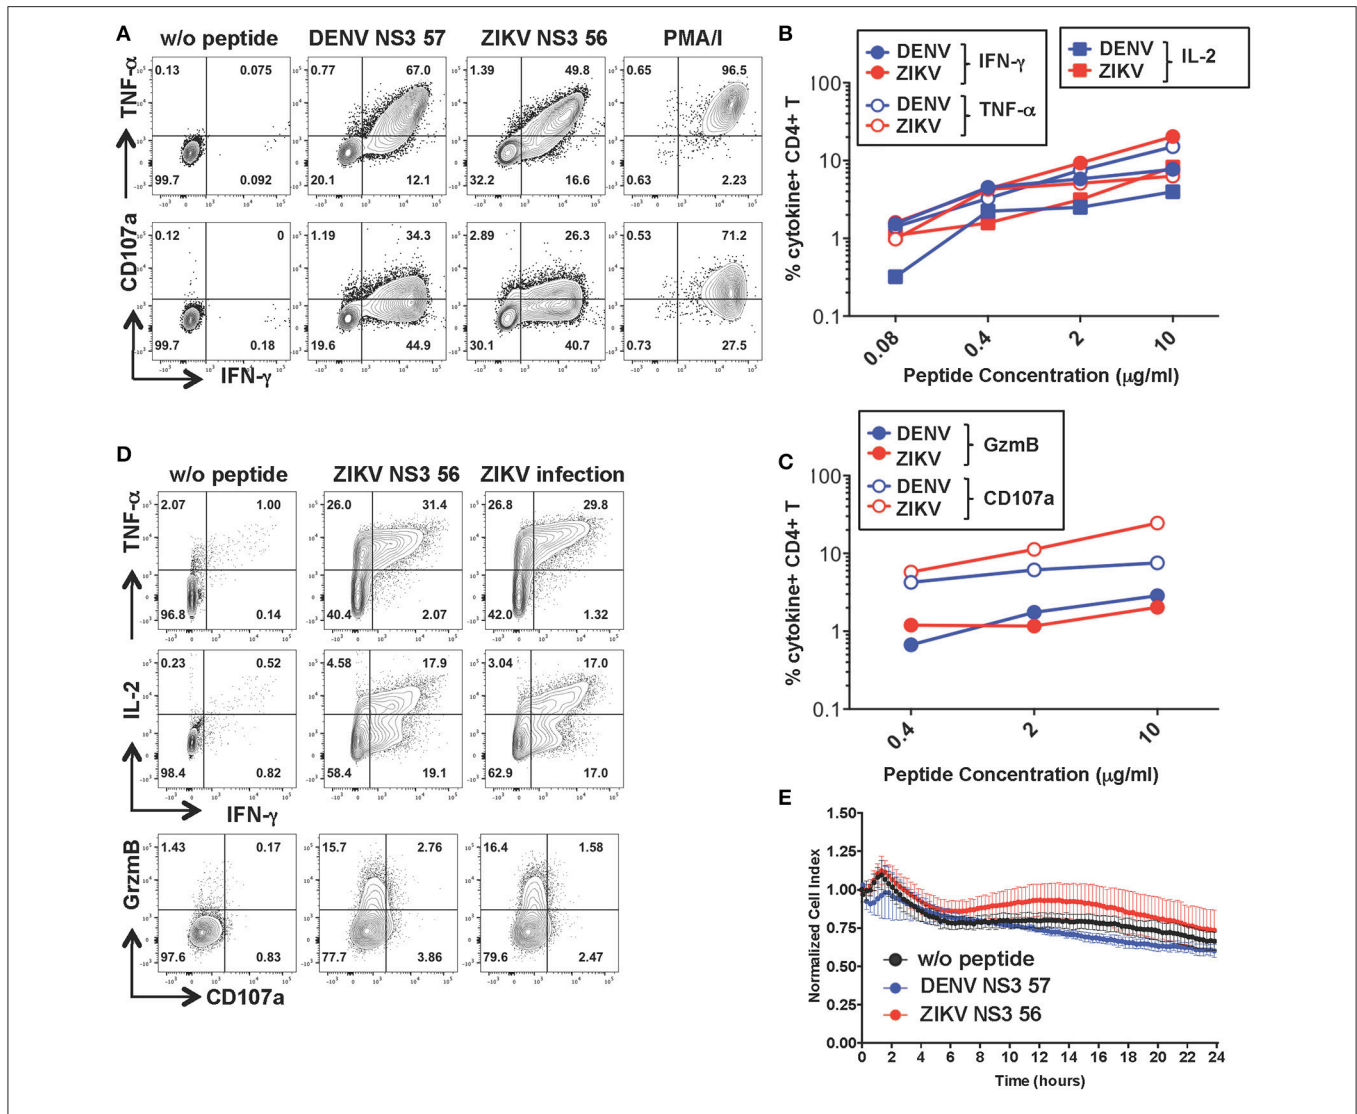 A
w/o peptide DENV NS3 57 ZIKV NS3 56 PMA/I
TNF-α
0.13 0.075 0.77 67.0 1.39 49.8 0.65 96.5
99.7 0.092 20.1 12.1 32.2 16.6 0.63 2.23
CD107a
0.12 0 1.19 34.3 2.89 26.3 0.53 71.2
99.7 0.18 19.6 44.9 30.1 40.7 0.73 27.5
IFN-γ
B
DENV
ZIKV
IFN-γ
DENV
ZIKV
TNF-α
DENV
ZIKV
IL-2
% cytokine+ CD4+ T
100
10
1
0.1
0.08 0.4 2 10
Peptide Concentration (µg/ml)
C
DENV
ZIKV
GzmB
DENV
ZIKV
CD107a
% cytokine+ CD4+ T
100
10
1
0.1
0.4 2 10
Peptide Concentration (µg/ml)
D
w/o peptide ZIKV NS3 56 ZIKV infection
TNF-α
2.07 1.00 26.0 31.4 26.8 29.8
96.8 0.14 40.4 2.07 42.0 1.32
IL-2
0.23 0.52 4.58 17.9 3.04 17.0
98.4 0.82 58.4 19.1 62.9 17.0
IFN-γ
GrzmB
1.43 0.17 15.7 2.76 16.4 1.58
97.6 0.83 77.7 3.86 79.6 2.47
CD107a
E
Normalized Cell Index
1.50
1.25
1.00
0.75
0.50
0.25
0.00
w/o peptide
DENV NS3 57
ZIKV NS3 56
0 2 4 6 8 10 12 14 16 18 20 22 24
Time (hours)